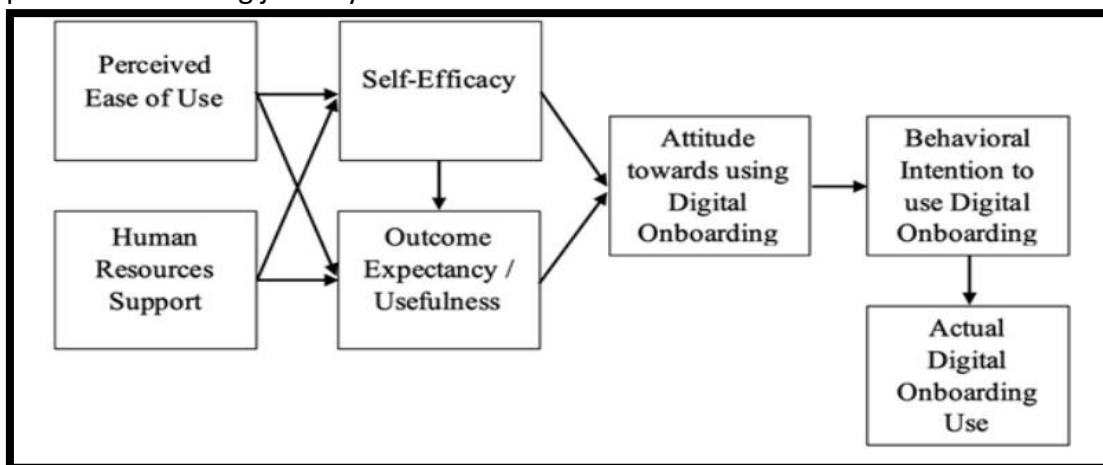 Perceived
Ease of Use
Self-Efficacy
Human
Resources
Support
Outcome
Expectancy /
Usefulness
Attitude
towards using
Digital
Onboarding
Behavioral
Intention to
use Digital
Onboarding
Actual
Digital
Onboarding
Use